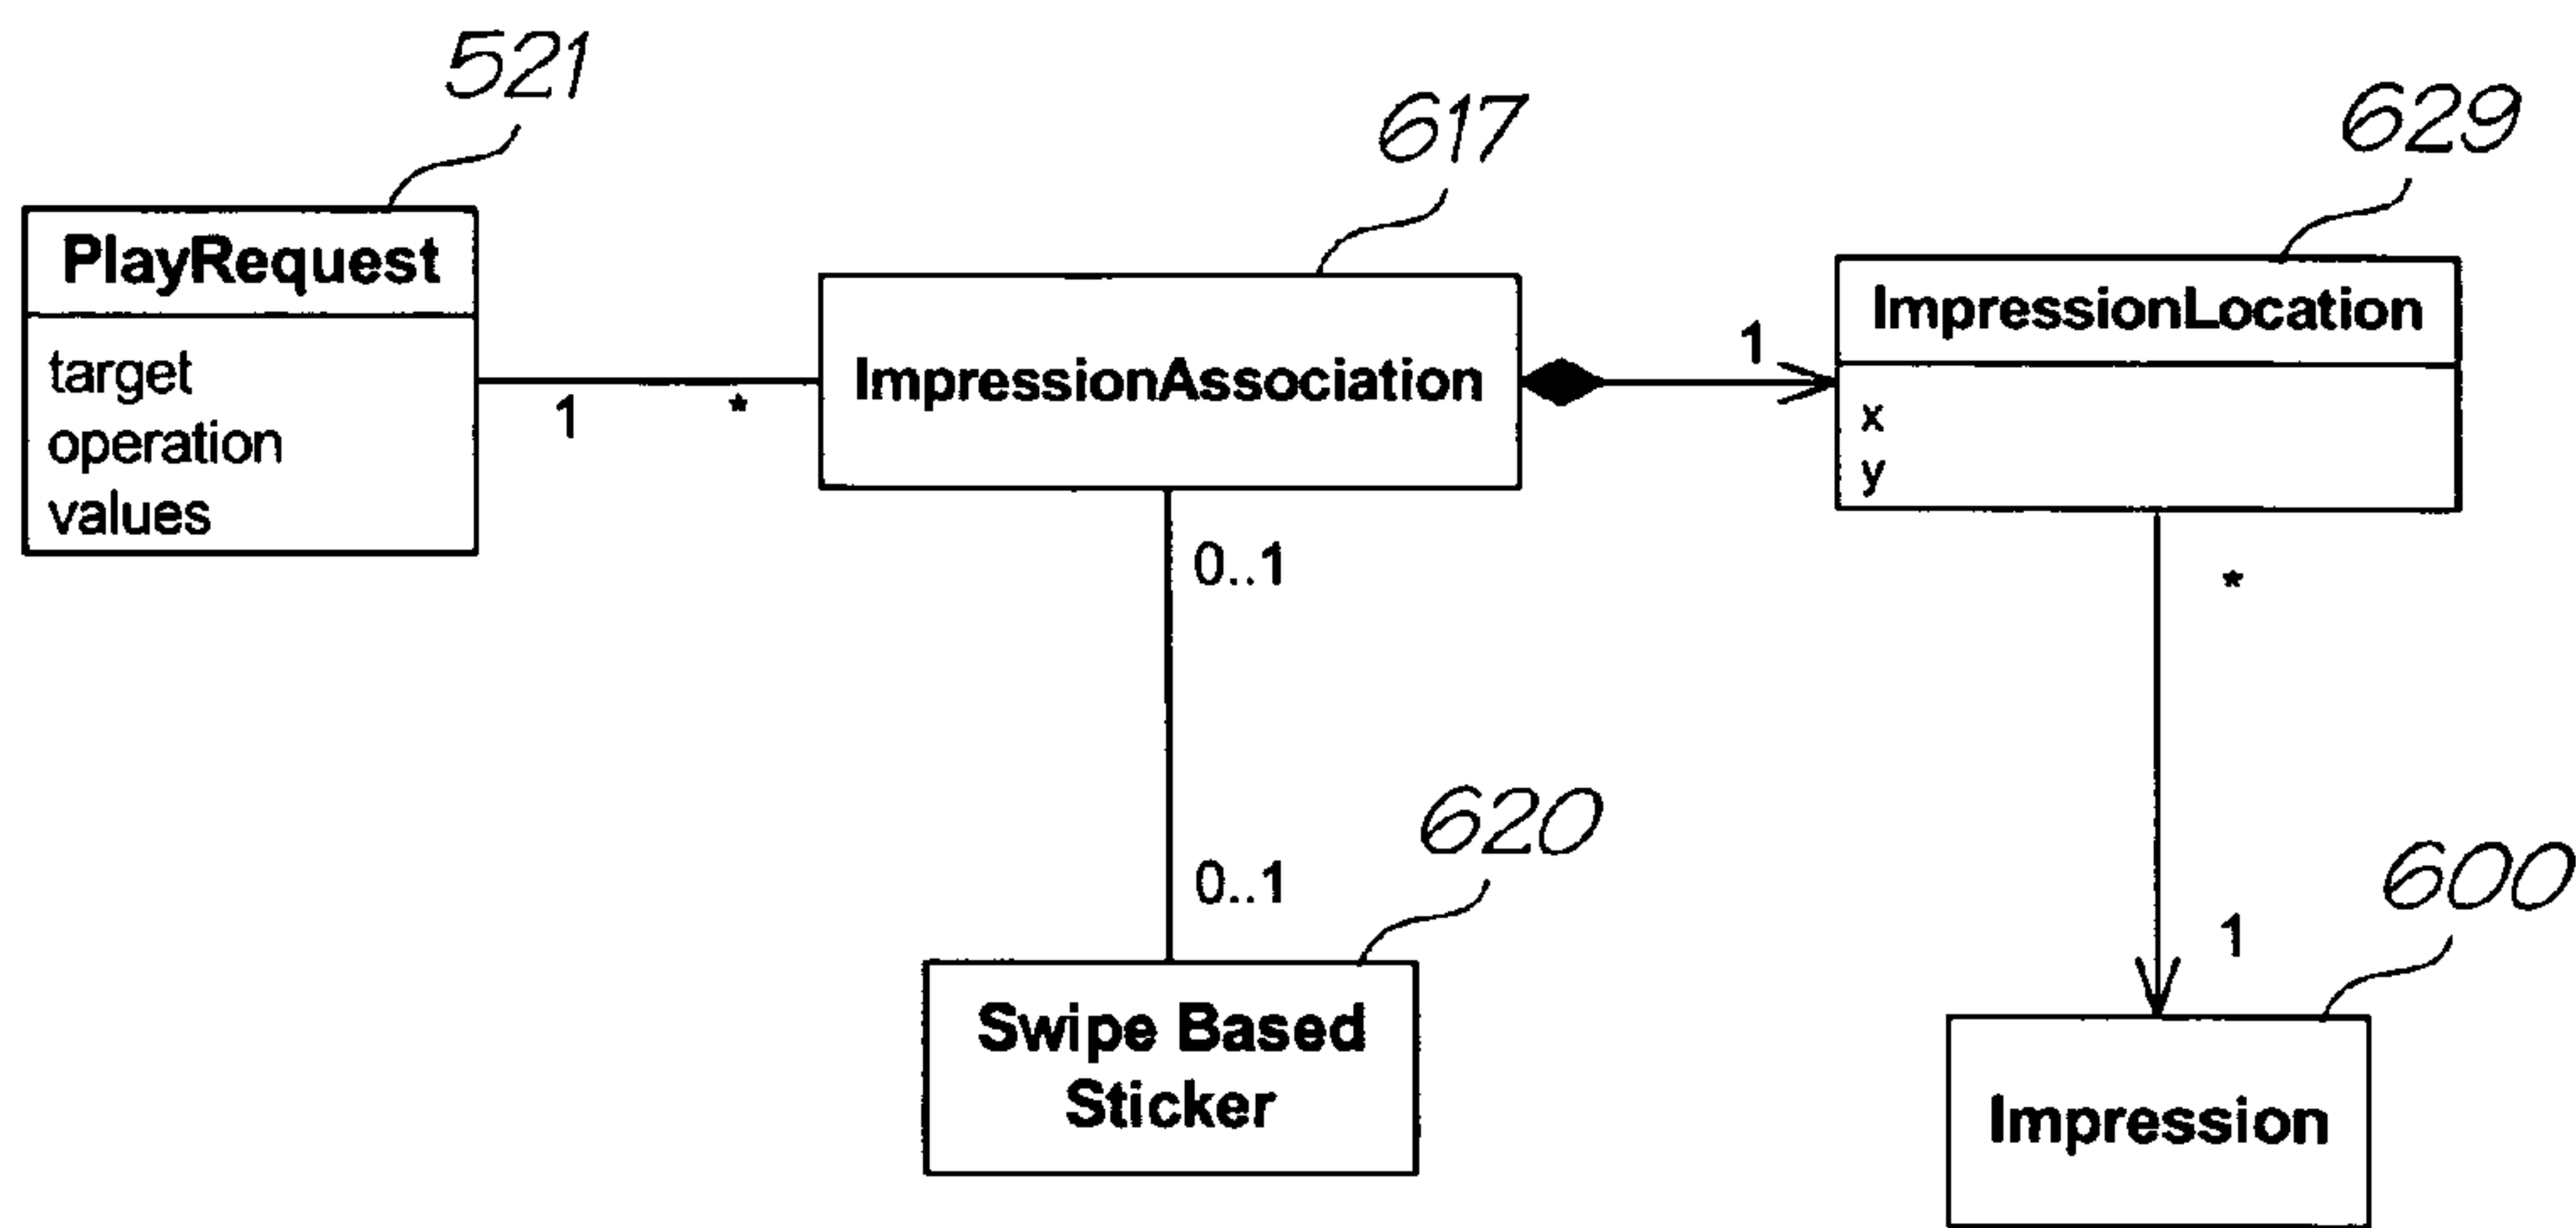 521
617
629
PlayRequest
target
operation
values
1
*
ImpressionAssociation
1
ImpressionLocation
x
y
0..1
0..1
*
1
620
Swipe Based
Sticker
600
Impression